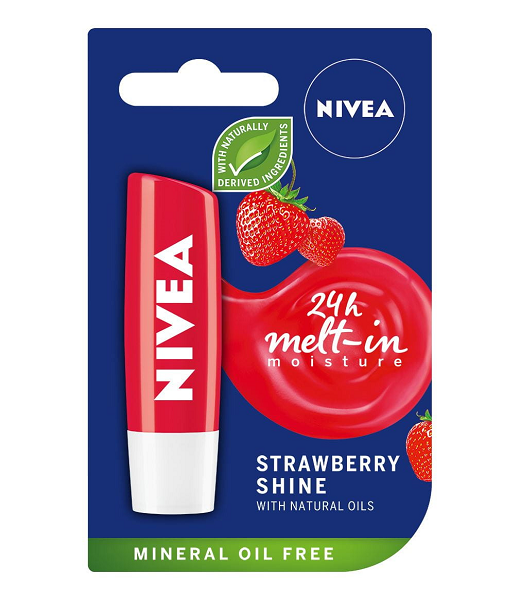 NIVEA
WITH NATURALLY
DERIVED INGREDIENTS
NIVEA
24h
melt-in
moisture
STRAWBERRY
SHINE
WITH NATURAL OILS
MINERAL OIL FREE